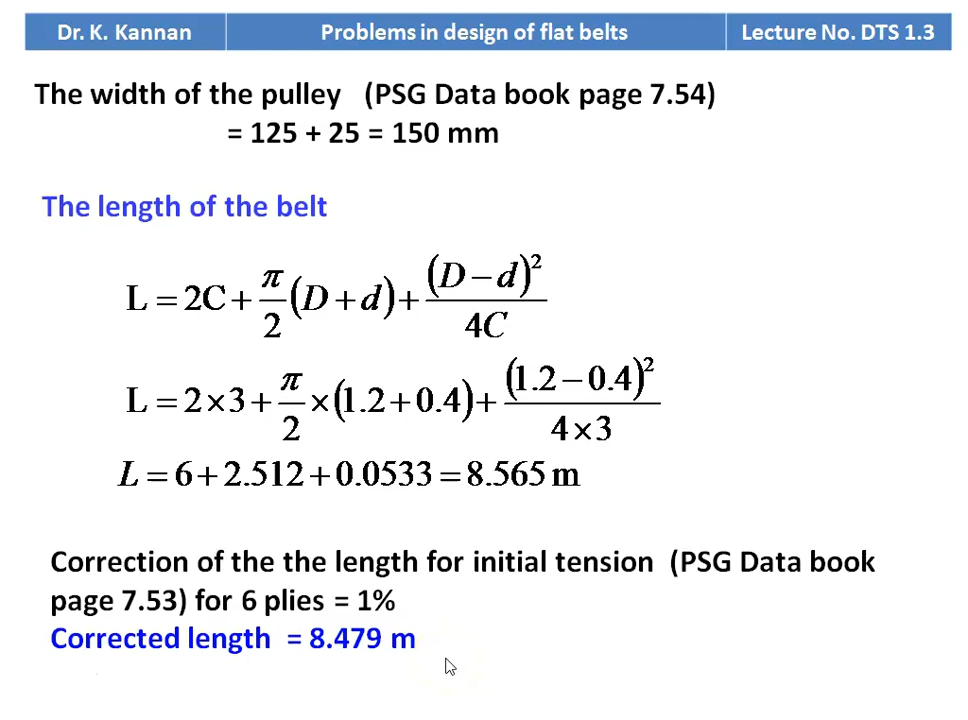 Dr. K. Kannan Problems in design of flat belts Lecture No. DTS 1.3
The width of the pulley (PSG Data book page 7.54)
= 125 + 25 = 150 mm
The length of the belt
L = 2C + π/2 (D + d) + (D − d)²/4C
L = 2×3 + π/2 × (1.2 + 0.4) + (1.2 − 0.4)²/4×3
L = 6 + 2.512 + 0.0533 = 8.565 m
Correction of the the length for initial tension (PSG Data book
page 7.53) for 6 plies = 1%
Corrected length = 8.479 m